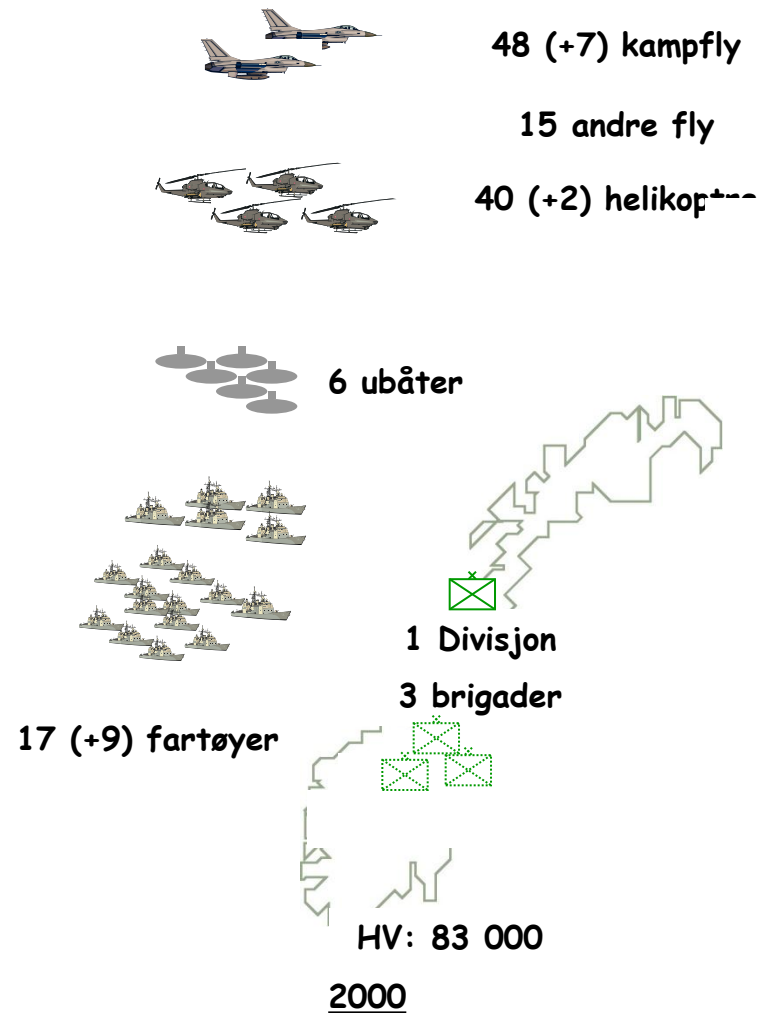 48 (+7) kampfly
15 andre fly
40 (+2)
6 ubåter
1 Divisjon
3 brigader
17 (+9) fartøyer
HV: 83 000
2000